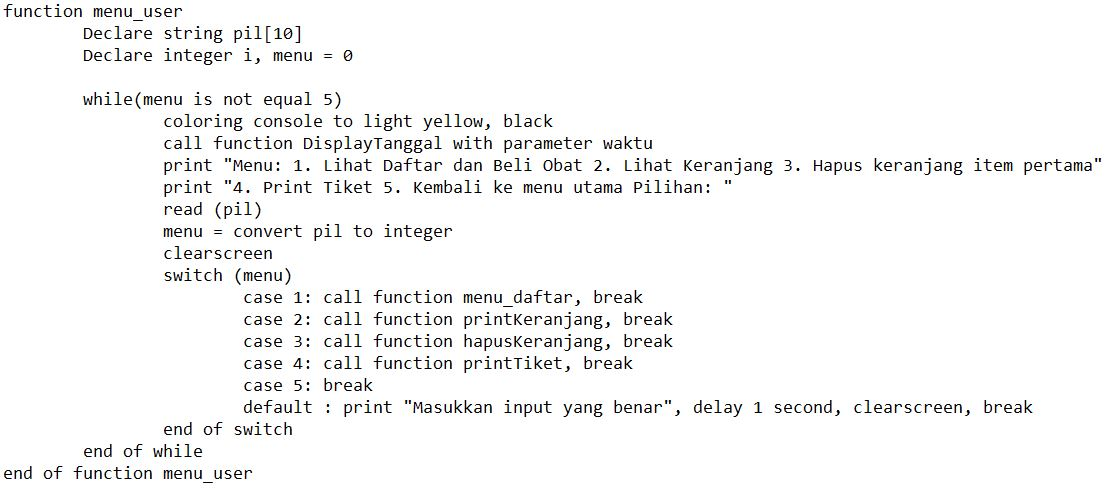 function menu_user
Declare string pil[10]
Declare integer i, menu = 0
while(menu is not equal 5)
coloring console to light yellow, black
call function DisplayTanggal with parameter waktu
print "Menu: 1. Lihat Daftar dan Beli Obat 2. Lihat Keranjang 3. Hapus keranjang item pertama"
print "4. Print Tiket 5. Kembali ke menu utama Pilihan: "
read (pil)
menu = convert pil to integer
clearscreen
switch (menu)
case 1: call function menu_daftar, break
case 2: call function printKeranjang, break
case 3: call function hapusKeranjang, break
case 4: call function printTiket, break
case 5: break
default : print "Masukkan input yang benar", delay 1 second, clearscreen, break
end of switch
end of while
end of function menu_user